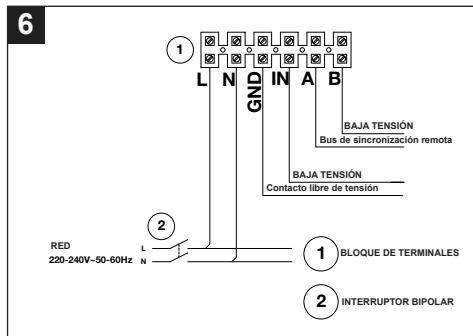 6
1
L N GND IN A B
BAJA TENSIÓN
Bus de sincronización remota
BAJA TENSIÓN
Contacto libre de tensión
2
RED
220-240V~50-60Hz
L
N
1 BLOQUE DE TERMINALES
2 INTERRUPTOR BIPOLAR